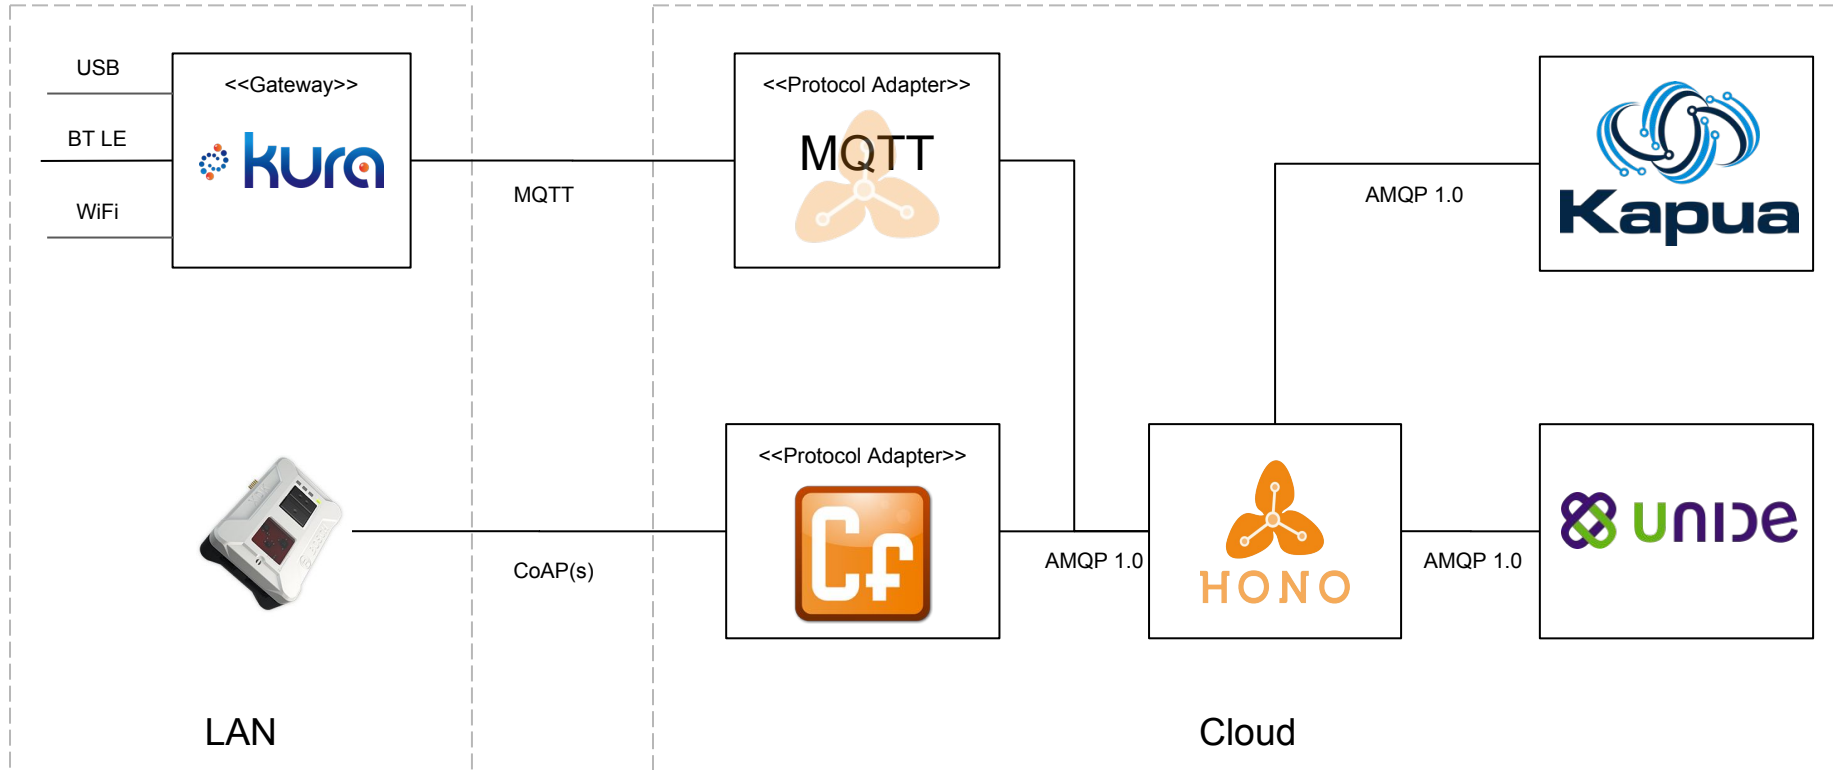 USB
BT LE
WiFi
<<Gateway>>
kura
MQTT
<<Protocol Adapter>>
MQTT
AMQP 1.0
Kapua
CoAP(s)
<<Protocol Adapter>>
Cf
AMQP 1.0
HONO
AMQP 1.0
UNIDE
LAN
Cloud